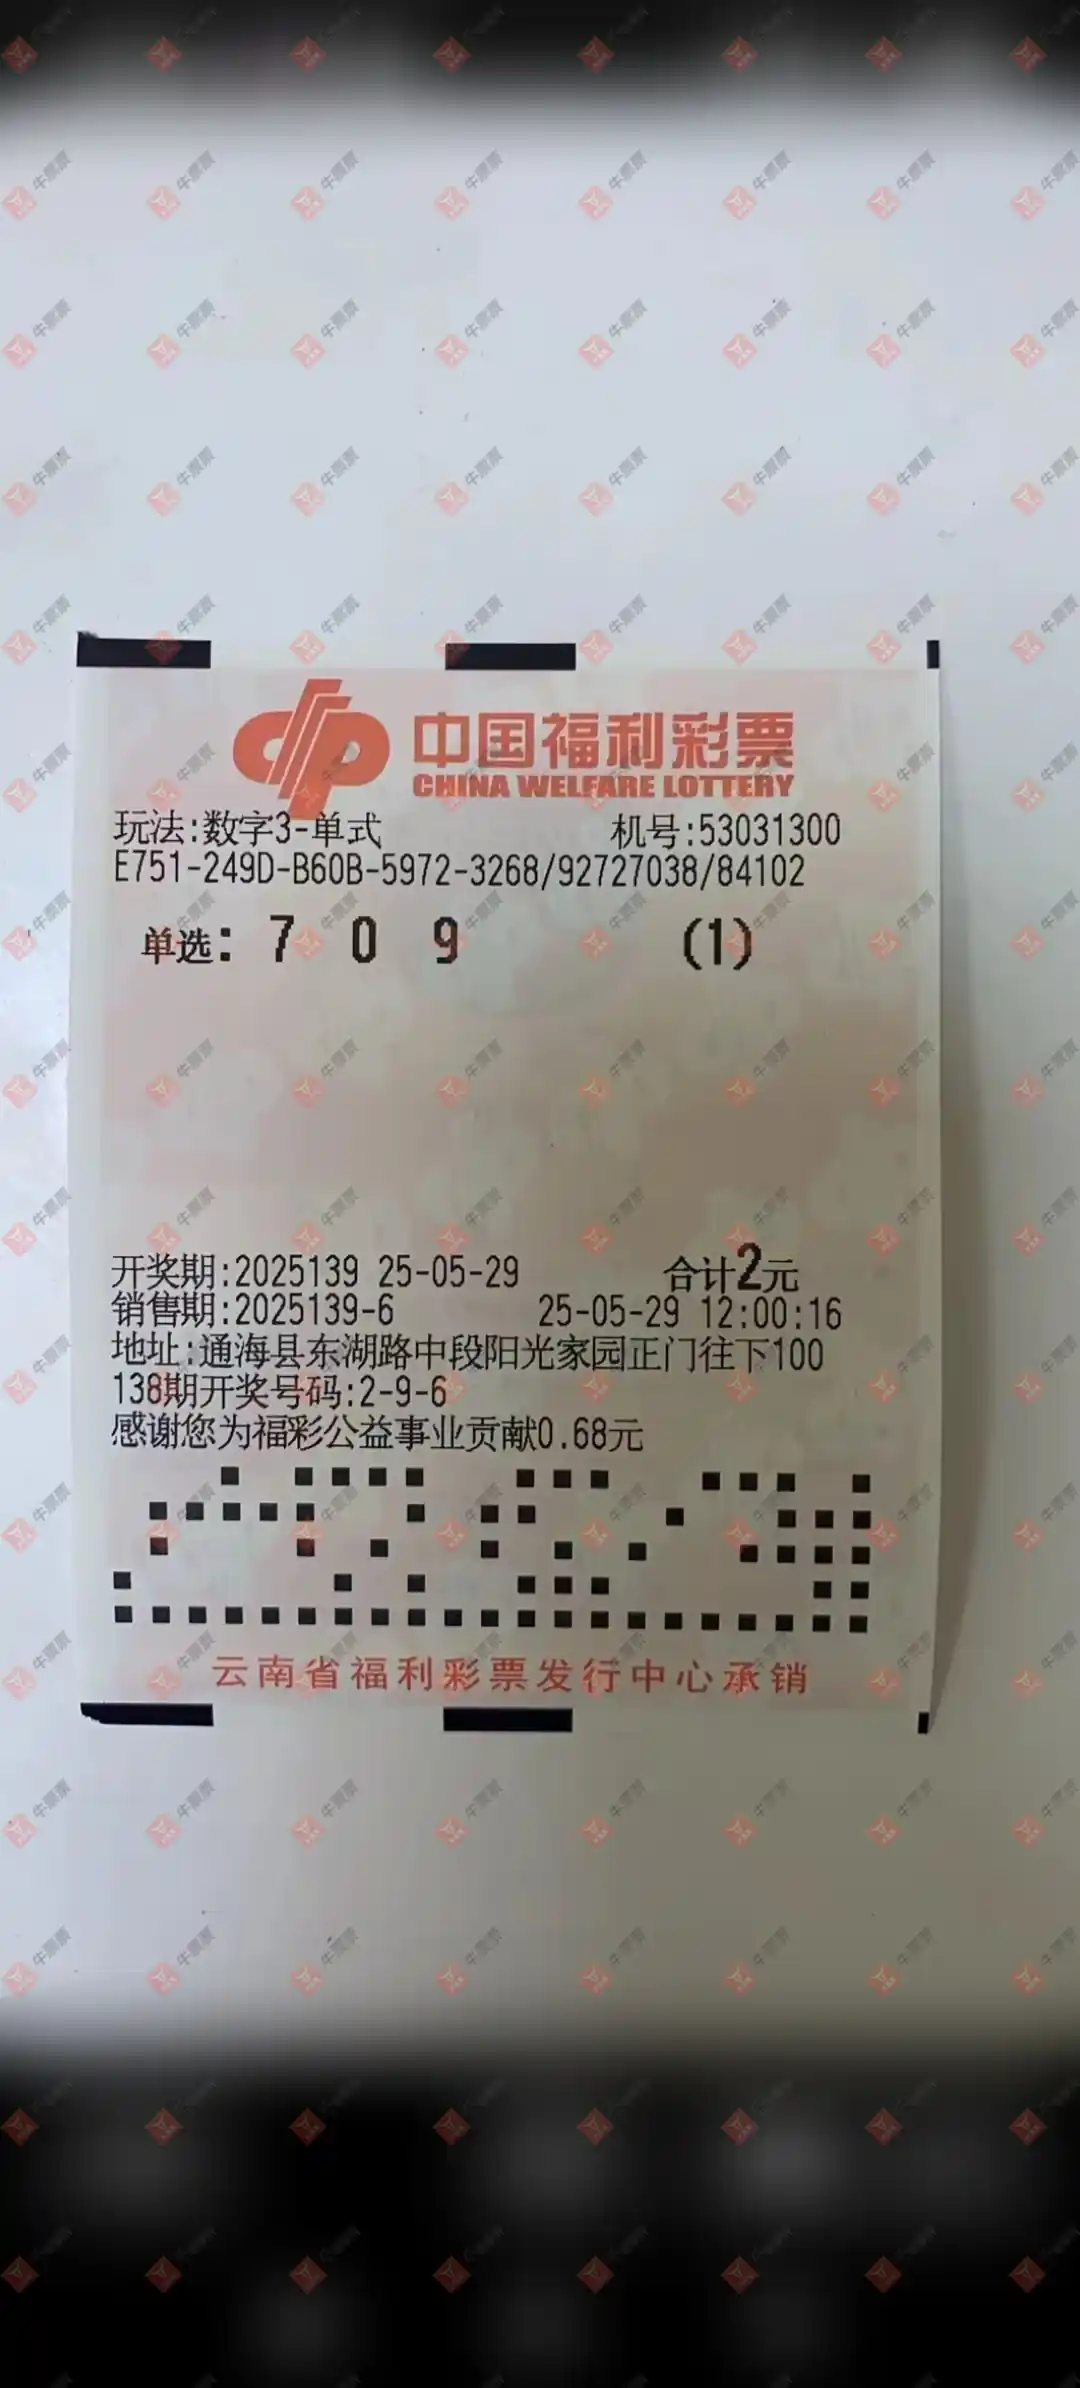 中国福利彩票
CHINA WELFARE LOTTERY
玩法:数字3-单式 机号:53031300
E751-249D-B60B-5972-3268/92727038/84102
单选: 7 0 9 (1)
开奖期:2025139 25-05-29 合计2元
销售期:2025139-6 25-05-29 12:00:16
地址:通海县东湖路中段阳光家园正门往下100
138期开奖号码:2-9-6
感谢您为福彩公益事业贡献0.68元
云南省福利彩票发行中心承销
牛票票